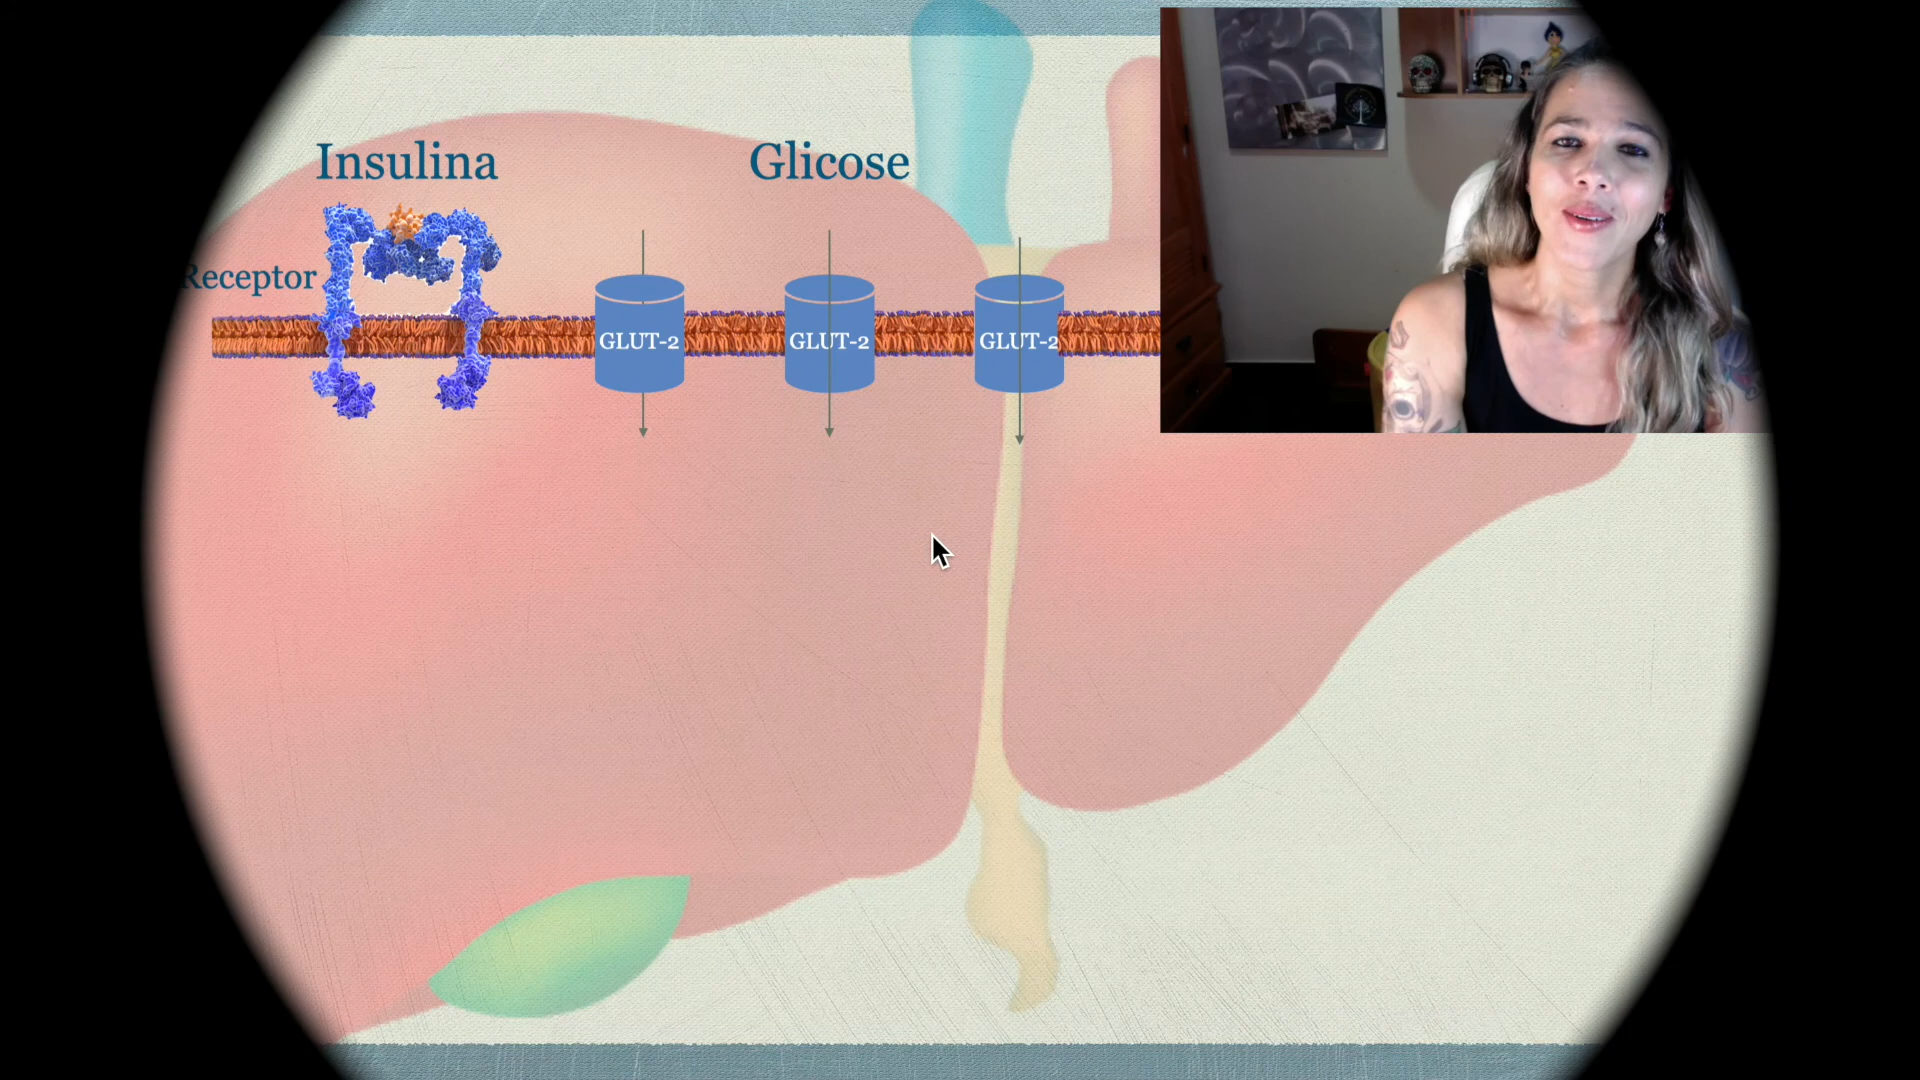 Insulina
Glicose
Receptor
GLUT-2
GLUT-2
GLUT-2